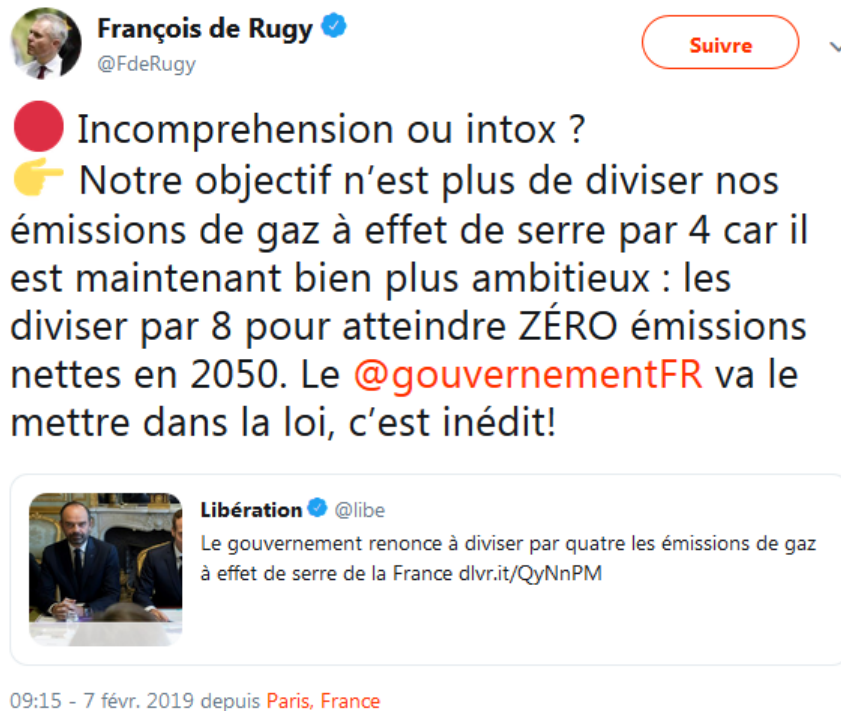 François de Rugy
@FdeRugy
Suivre
Incomprehension ou intox ?
Notre objectif n’est plus de diviser nos
émissions de gaz à effet de serre par 4 car il
est maintenant bien plus ambitieux : les
diviser par 8 pour atteindre ZÉRO émissions
nettes en 2050. Le @gouvernementFR va le
mettre dans la loi, c’est inédit!
Libération @libe
Le gouvernement renonce à diviser par quatre les émissions de gaz
à effet de serre de la France dlvr.it/QyNnPM
09:15 - 7 févr. 2019 depuis Paris, France